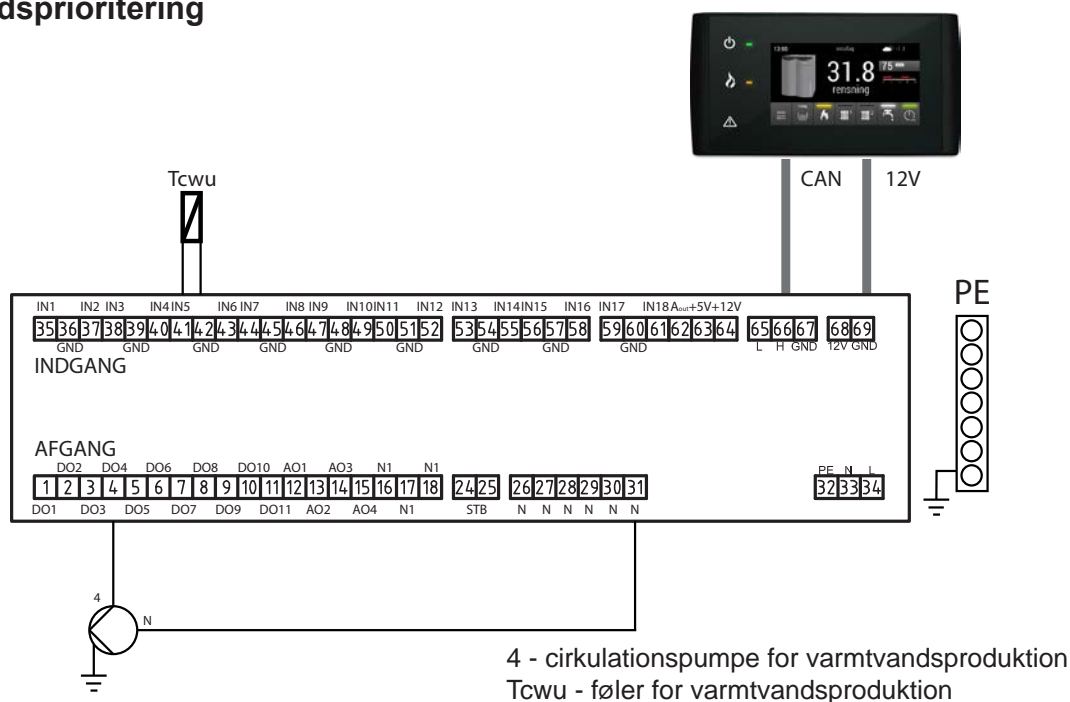 dsprioritering
13:00 onsdag
31.8 75
rensning
Tcwu
CAN 12V
PE
IN1 IN2 IN3 IN4 IN5 IN6 IN7 IN8 IN9 IN10 IN11 IN12 IN13 IN14 IN15 IN16 IN17 IN18 Aout +5V +12V
35 36 37 38 39 40 41 42 43 44 45 46 47 48 49 50 51 52 53 54 55 56 57 58 59 60 61 62 63 64 65 66 67 68 69
GND GND GND GND GND GND GND GND GND L H GND 12V GND
INDGANG
AFGANG
DO2 DO4 DO6 DO8 DO10 AO1 AO3 N1 N1 PE N L
1 2 3 4 5 6 7 8 9 10 11 12 13 14 15 16 17 18 24 25 26 27 28 29 30 31 32 33 34
DO1 DO3 DO5 DO7 DO9 DO11 AO2 AO4 N1 STB N N N N N N
4
N
4 - cirkulationspumpe for varmtvandsproduktion
Tcwu - føler for varmtvandsproduktion